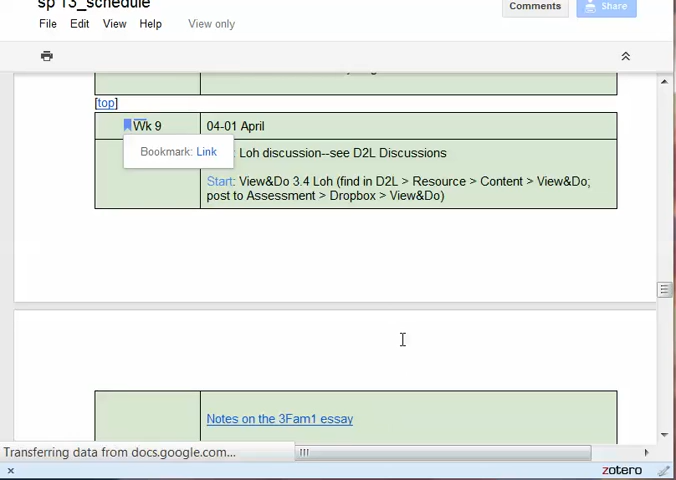 sp 13_schedule
Comments
Share
File Edit View Help View only
[top]
Wk 9 04-01 April
Bookmark: Link
Loh discussion--see D2L Discussions
Start: View&Do 3.4 Loh (find in D2L > Resource > Content > View&Do;
post to Assessment > Dropbox > View&Do)
Notes on the 3Fam1 essay
Transferring data from docs.google.com...
zotero